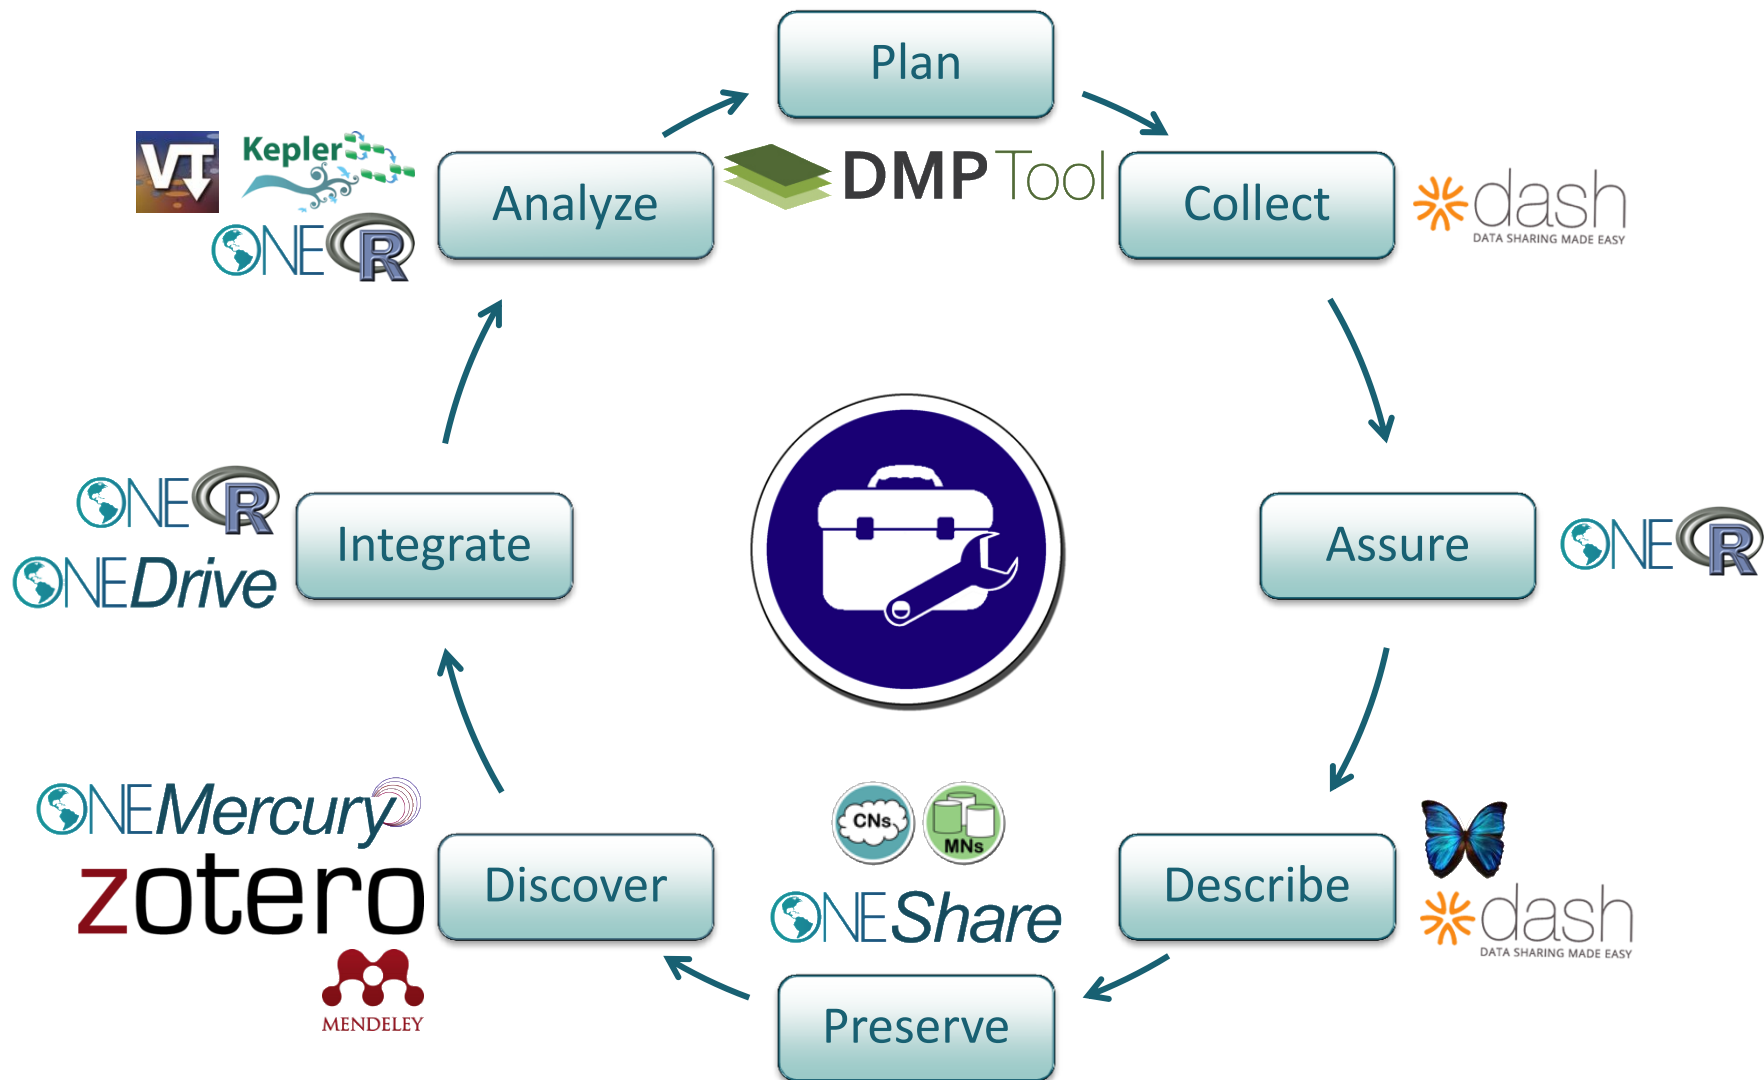 Plan
DMPTool
Collect
dash
DATA SHARING MADE EASY
Assure
ONE R
Describe
dash
DATA SHARING MADE EASY
CNs
MNs
ONEShare
Preserve
Discover
ONEMercury
zotero
MENDELEY
Integrate
ONE R
ONEDrive
Analyze
VT
Kepler
ONE R